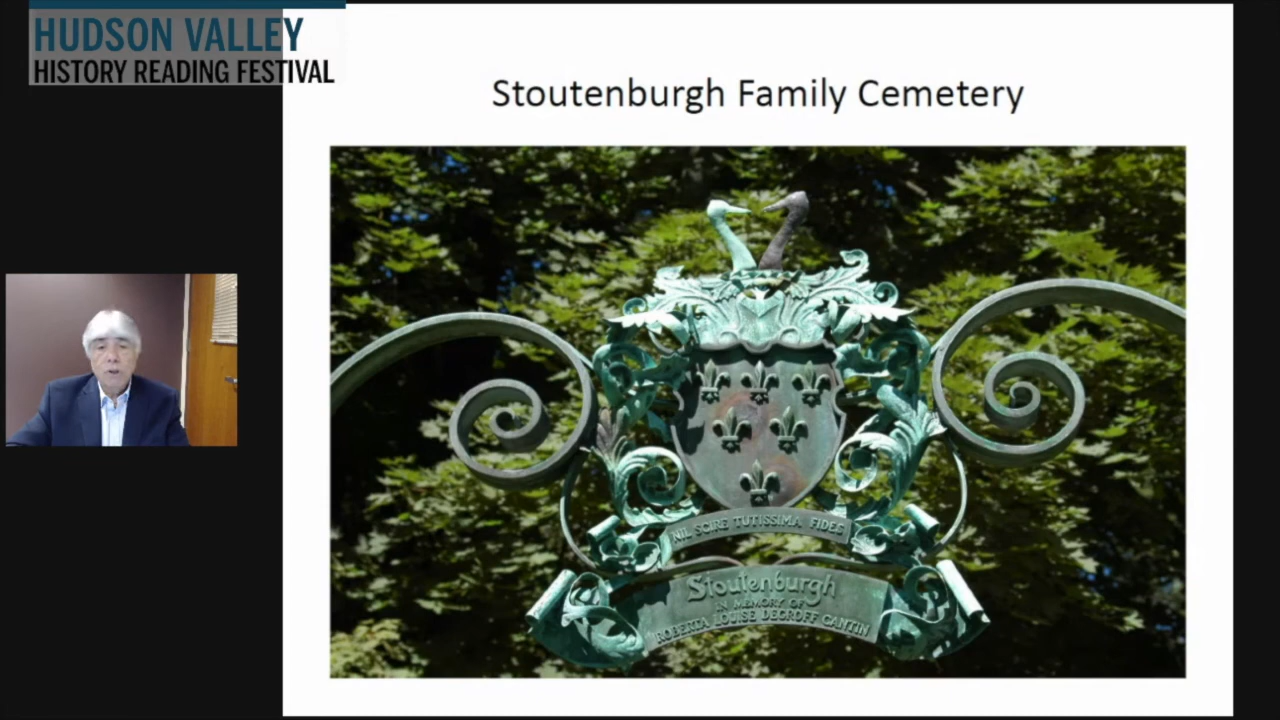 HUDSON VALLEY
HISTORY READING FESTIVAL
Stoutenburgh Family Cemetery
NIL SCIRE TUTISSIMA FIDES
Stoutenburgh
IN MEMORY OF
ROBERTA LOUISE DEGROFF CANTIN